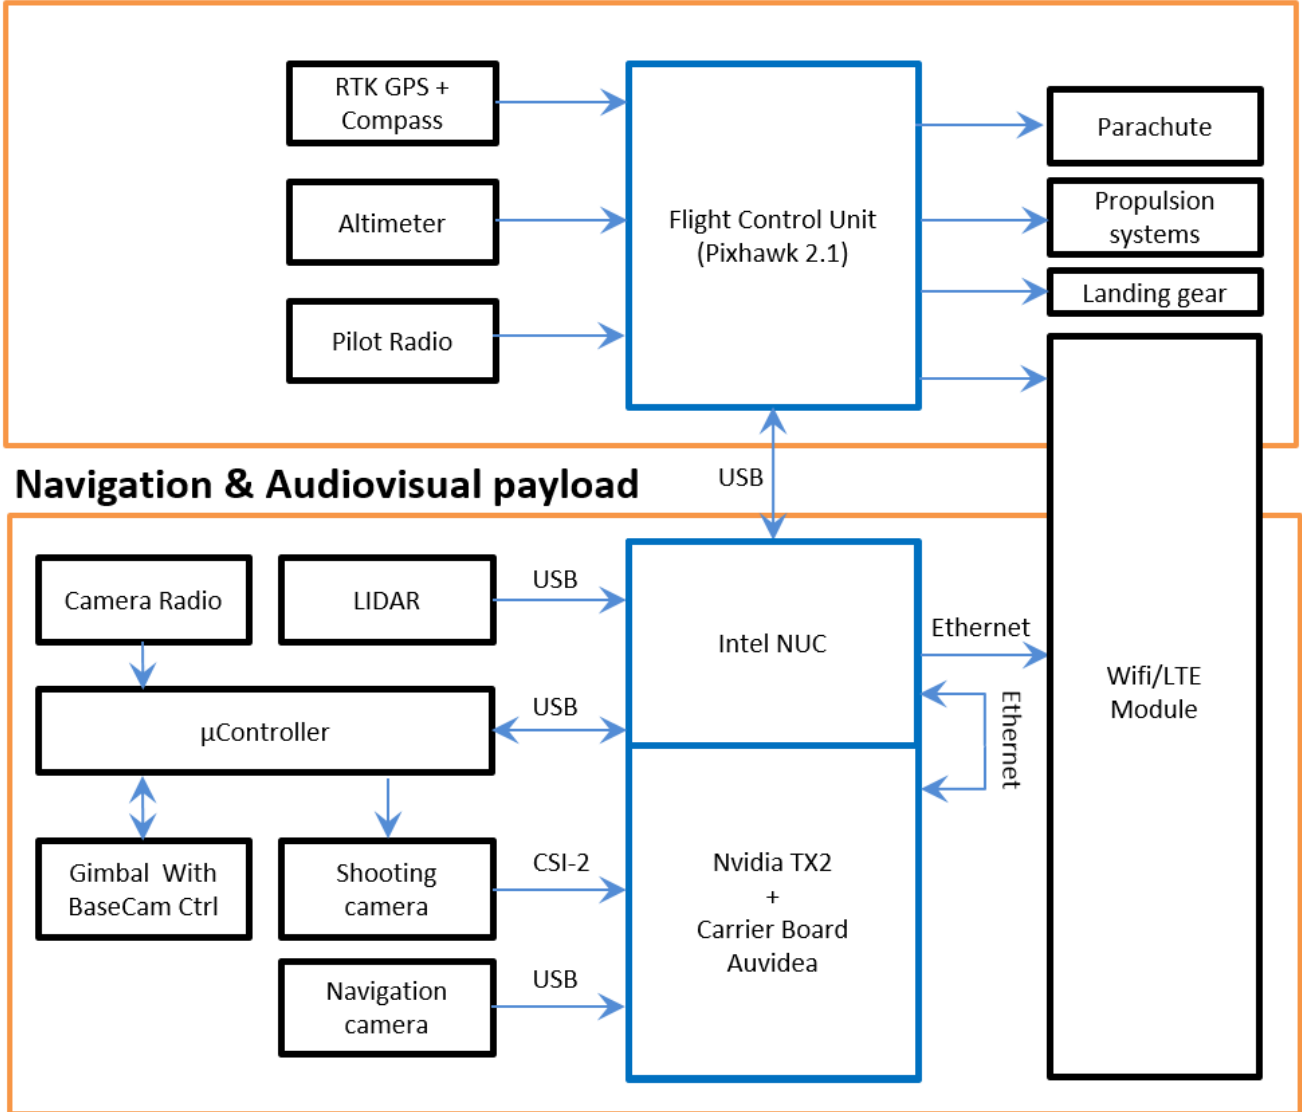 RTK GPS +
Compass
Altimeter
Pilot Radio
Flight Control Unit
(Pixhawk 2.1)
Parachute
Propulsion
systems
Landing gear
USB
Navigation & Audiovisual payload
Camera Radio
LIDAR
USB
Intel NUC
Ethernet
Ethernet
Wifi/LTE
Module
µController
USB
Gimbal With
BaseCam Ctrl
Shooting
camera
CSI-2
Nvidia TX2
+
Carrier Board
Auvidea
Navigation
camera
USB